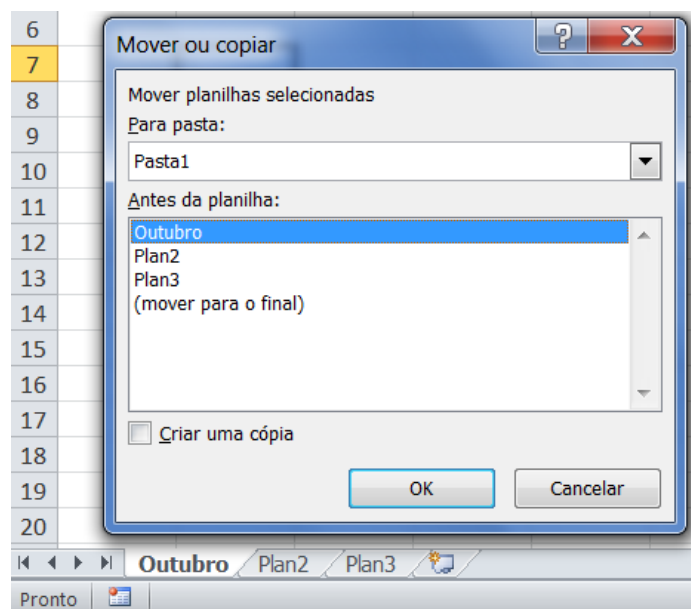 6
7
8
9
10
11
12
13
14
15
16
17
18
19
20
Mover ou copiar
Mover planilhas selecionadas
Para pasta:
Pasta1
Antes da planilha:
Outubro
Plan2
Plan3
(mover para o final)
Criar uma cópia
OK Cancelar
Outubro Plan2 Plan3
Pronto